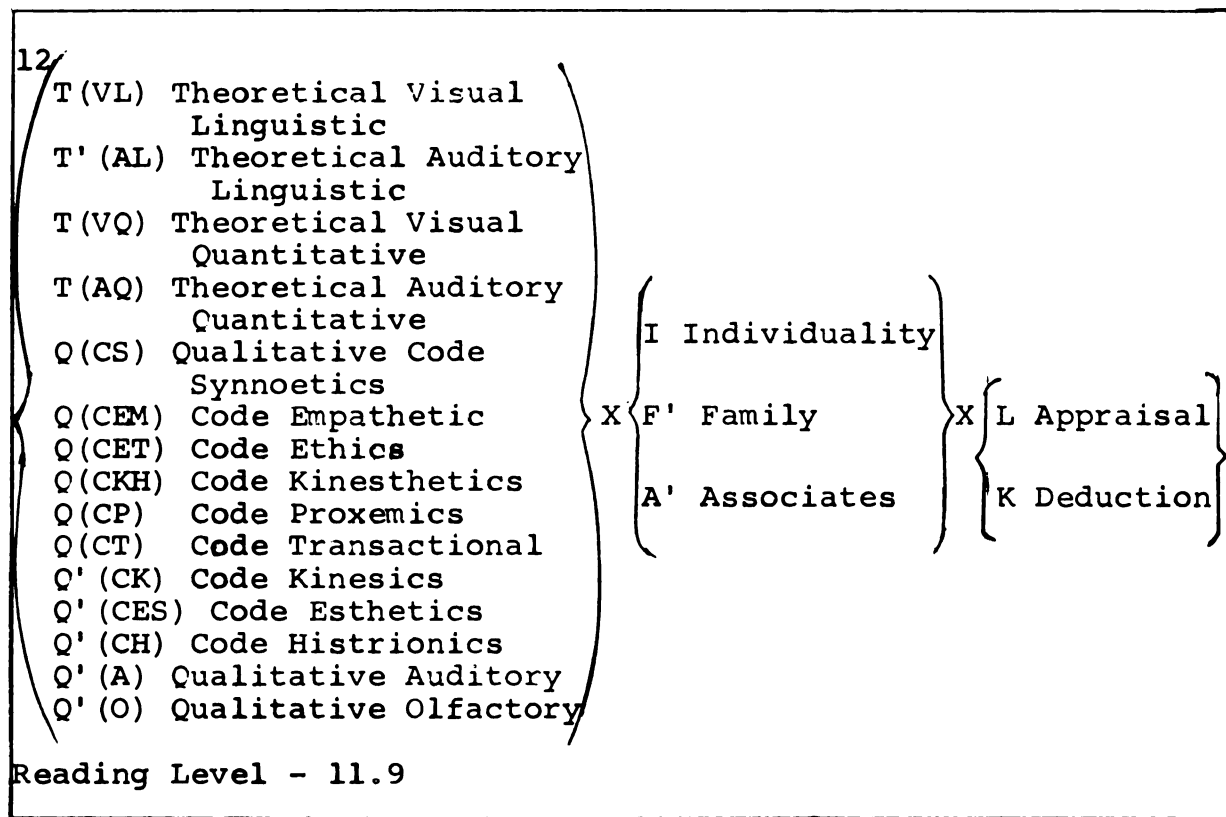 12
T(VL) Theoretical Visual
Linguistic
T'(AL) Theoretical Auditory
Linguistic
T(VQ) Theoretical Visual
Quantitative
T(AQ) Theoretical Auditory
Quantitative
Q(CS) Qualitative Code
Synnoetics
Q(CEM) Code Empathetic
Q(CET) Code Ethics
Q(CKH) Code Kinesthetics
Q(CP) Code Proxemics
Q(CT) Code Transactional
Q'(CK) Code Kinesics
Q'(CES) Code Esthetics
Q'(CH) Code Histrionics
Q'(A) Qualitative Auditory
Q'(O) Qualitative Olfactory
X
I Individuality
F' Family
A' Associates
X
L Appraisal
K Deduction
Reading Level - 11.9